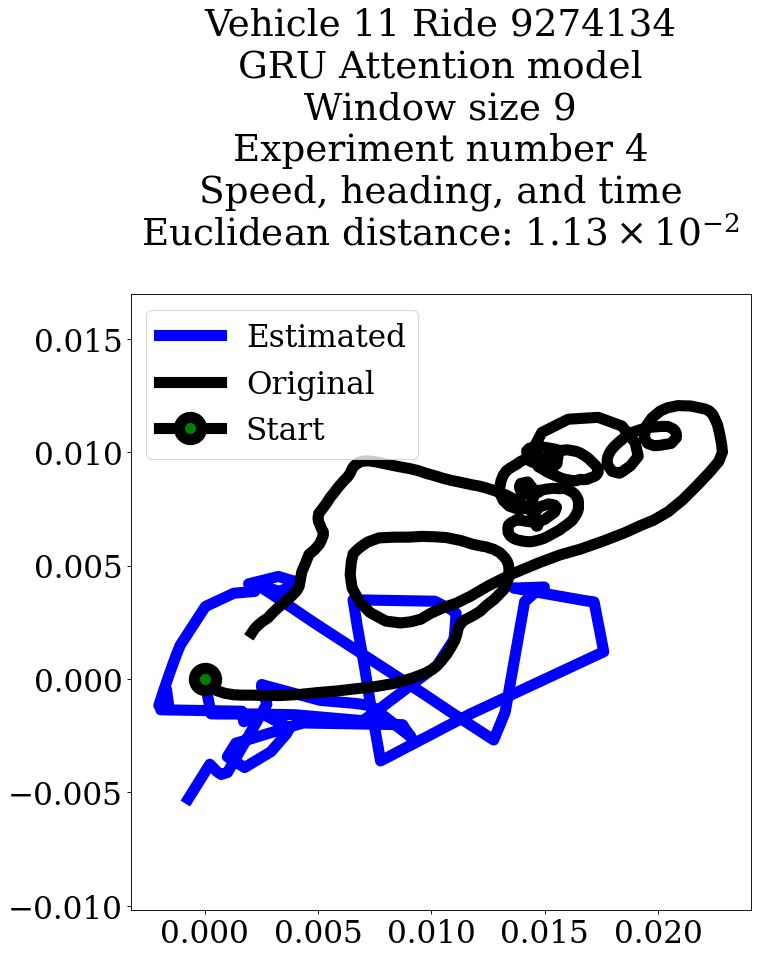 Vehicle 11 Ride 9274134
GRU Attention model
Window size 9
Experiment number 4
Speed, heading, and time
Euclidean distance: 1.13 × 10⁻²
Estimated
Original
Start
0.015
0.010
0.005
0.000
−0.005
−0.010
0.000 0.005 0.010 0.015 0.020